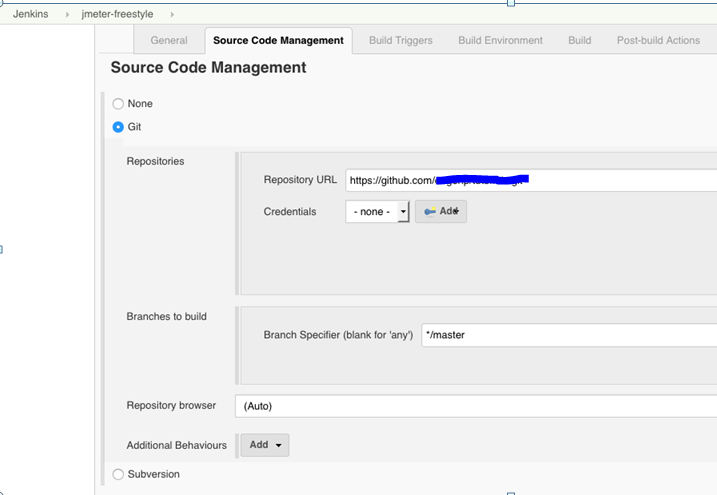 Jenkins jmeter-freestyle
General Source Code Management Build Triggers Build Environment Build Post-build Actions
Source Code Management
None
Git
Repositories
Repository URL https://github.com/
Credentials - none - Add
Branches to build
Branch Specifier (blank for 'any') */master
Repository browser (Auto)
Additional Behaviours Add
Subversion